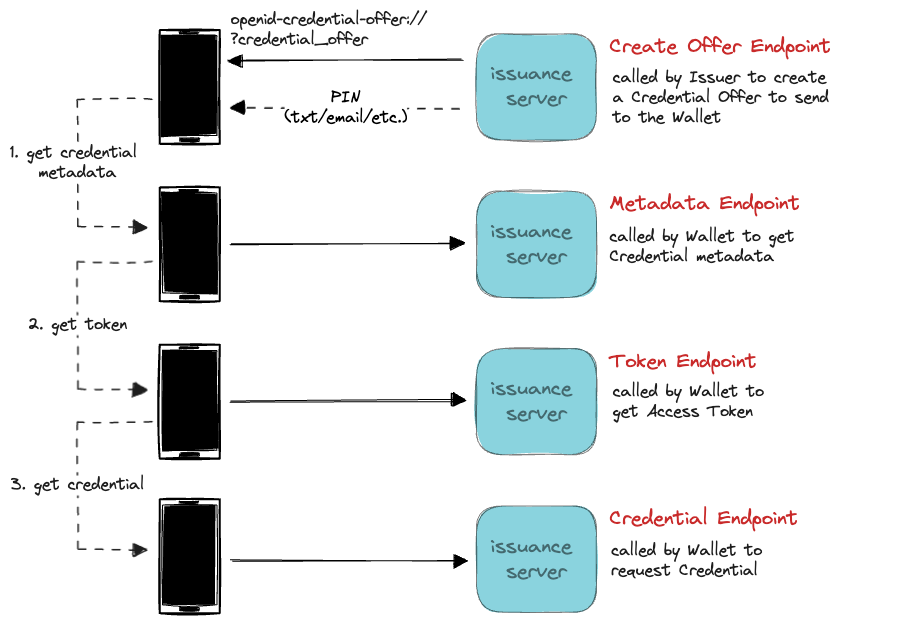 openid-credential-offer://
?credential_offer
PIN
(txt/email/etc.)
issuance
server
Create Offer Endpoint
called by Issuer to create
a Credential Offer to send
to the Wallet
1. get credential
metadata
issuance
server
Metadata Endpoint
called by Wallet to get
Credential metadata
2. get token
issuance
server
Token Endpoint
called by Wallet to
get Access Token
3. get credential
issuance
server
Credential Endpoint
called by Wallet to
request Credential